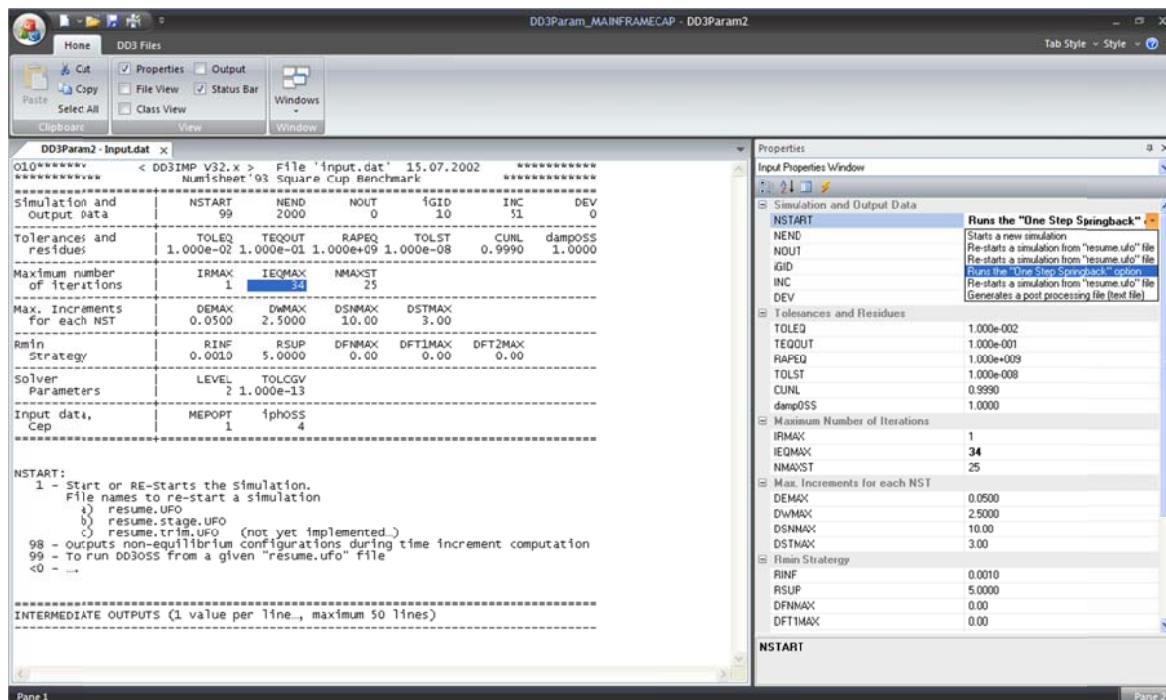 DD3Param_MAINFRAMECAP - DD3Param2
Home DD3 Files Tab Style Style
Cut
Copy
Paste
Select All
Clipboard
Properties Output
File View Status Bar
Class View
View
Windows
Window
DD3Param2 - Input.dat x
010******* < DD3IMP V32.x > File 'input.dat' 15.07.2002 ***********
*********** Numisheet'93 Square Cup Benchmark ************
Simulation and | NSTART NEND NOUT iGID INC DEV
Output Data | 99 2000 0 10 51 0
Tolerances and | TOLEQ TEQOUT RAPEQ TOLST CUNL dampOSS
residues | 1.000e-02 1.000e-01 1.000e+09 1.000e-08 0.9990 1.0000
Maximum number | IRMAX IEQMAX NMAXST
of iterations | 1 34 25
Max. Increments | DEMAX DWMAX DSNMAX DSTMAX
for each NST | 0.0500 2.5000 10.00 3.00
Rmin | RINF RSUP DFNMAX DFT1MAX DFT2MAX
Strategy | 0.0010 5.0000 0.00 0.00 0.00
Solver | LEVEL TOLCGV
Parameters | 2 1.000e-13
Input data, | MEPOPT iphoss
Cep | 1 4
NSTART:
1 - Start or RE-Starts the Simulation.
File names to re-start a simulation
a) resume.UFO
b) resume.stage.UFO
c) resume.trim.UFO (not yet implemented…)
98 - Outputs non-equilibrium configurations during time increment computation
99 - To run DD3OSS from a given "resume.ufo" file
<0 - ….
INTERMEDIATE OUTPUTS (1 value per line…, maximum 50 lines)
Properties
Input Properties Window
Simulation and Output Data
NSTART Runs the "One Step Springback"
NEND
NOUT
iGID
INC
DEV
Starts a new simulation
Re-starts a simulation from "resume.ufo" file
Re-starts a simulation from "resume.ufo" file
Runs the "One Step Springback" option
Re-starts a simulation from "resume.ufo" file
Generates a post processing file (text file)
Tolerances and Residues
TOLEQ 1.000e-002
TEQOUT 1.000e-001
RAPEQ 1.000e+009
TOLST 1.000e-008
CUNL 0.9990
dampOSS 1.0000
Maximum Number of Iterations
IRMAX 1
IEQMAX 34
NMAXST 25
Max. Increments for each NST
DEMAX 0.0500
DWMAX 2.5000
DSNMAX 10.00
DSTMAX 3.00
Rmin Stratergy
RINF 0.0010
RSUP 5.0000
DFNMAX 0.00
DFT1MAX 0.00
NSTART
Pane 1